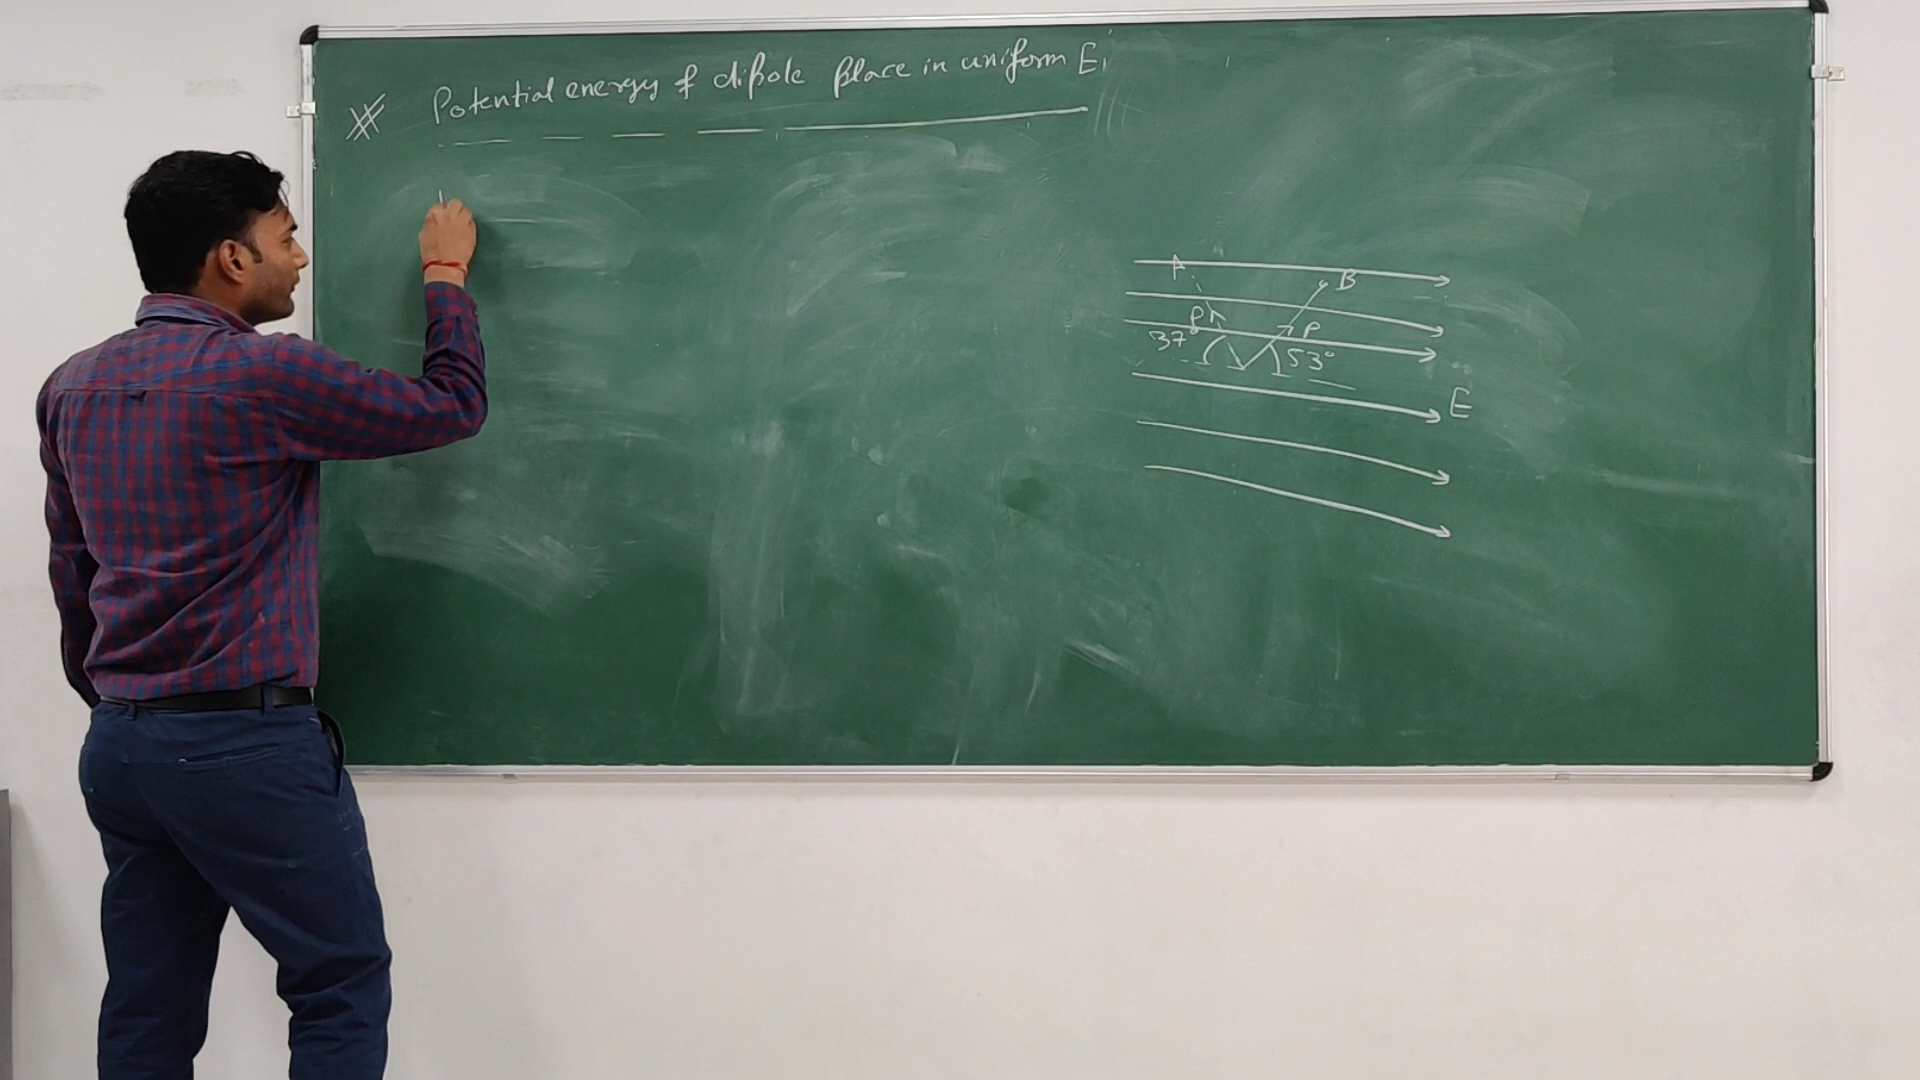 # Potential energy of dipole place in uniform E,
A
B
P
P
37°
53°
E